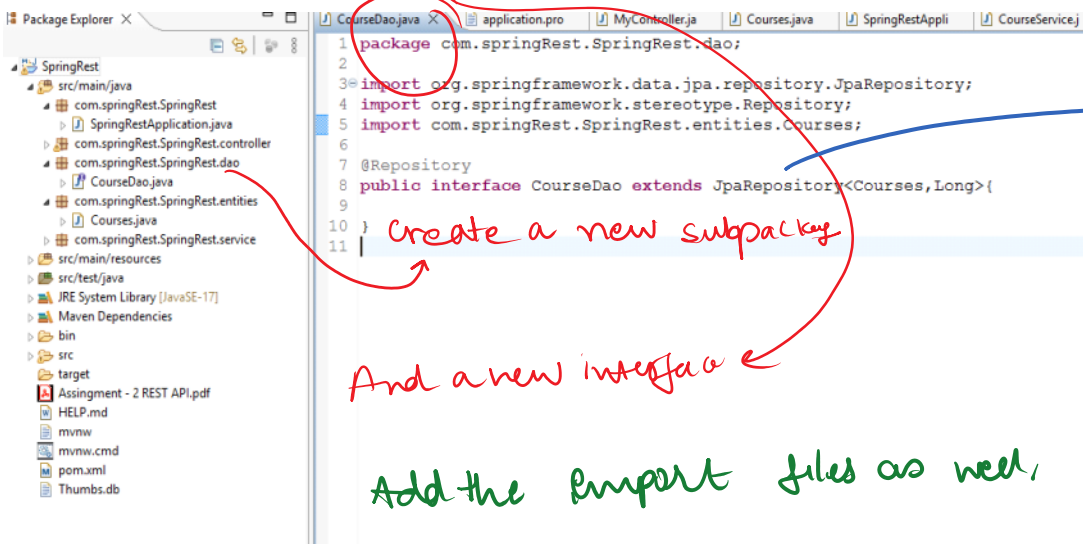 Package Explorer
SpringRest
src/main/java
com.springRest.SpringRest
SpringRestApplication.java
com.springRest.SpringRest.controller
com.springRest.SpringRest.dao
CourseDao.java
com.springRest.SpringRest.entities
Courses.java
com.springRest.SpringRest.service
src/main/resources
src/test/java
JRE System Library [JavaSE-17]
Maven Dependencies
bin
src
target
Assingment - 2 REST API.pdf
HELP.md
mvnw
mvnw.cmd
pom.xml
Thumbs.db
CourseDao.java application.pro MyController.ja Courses.java SpringRestAppli CourseService.j
1 package com.springRest.SpringRest.dao;
2
3 import org.springframework.data.jpa.repository.JpaRepository;
4 import org.springframework.stereotype.Repository;
5 import com.springRest.SpringRest.entities.Courses;
6
7 @Repository
8 public interface CourseDao extends JpaRepository<Courses,Long>{
9
10 }
11
Create a new subpackag
And a new interface
Add the import files as well.